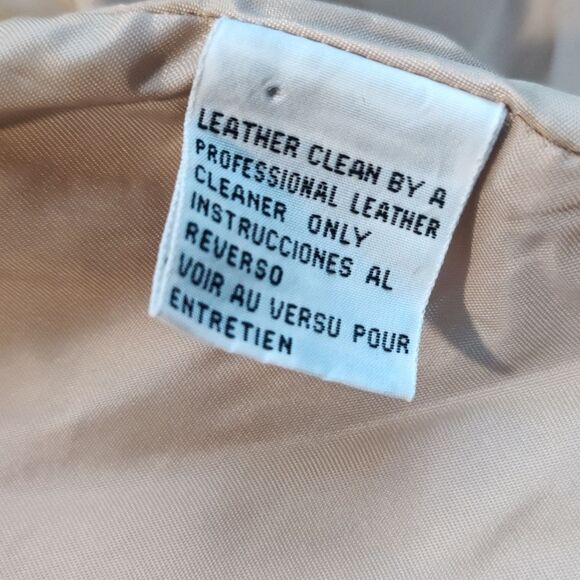 LEATHER CLEAN BY A
PROFESSIONAL LEATHER
CLEANER ONLY
INSTRUCCIONES AL
REVERSO
VOIR AU VERSU POUR
ENTRETIEN